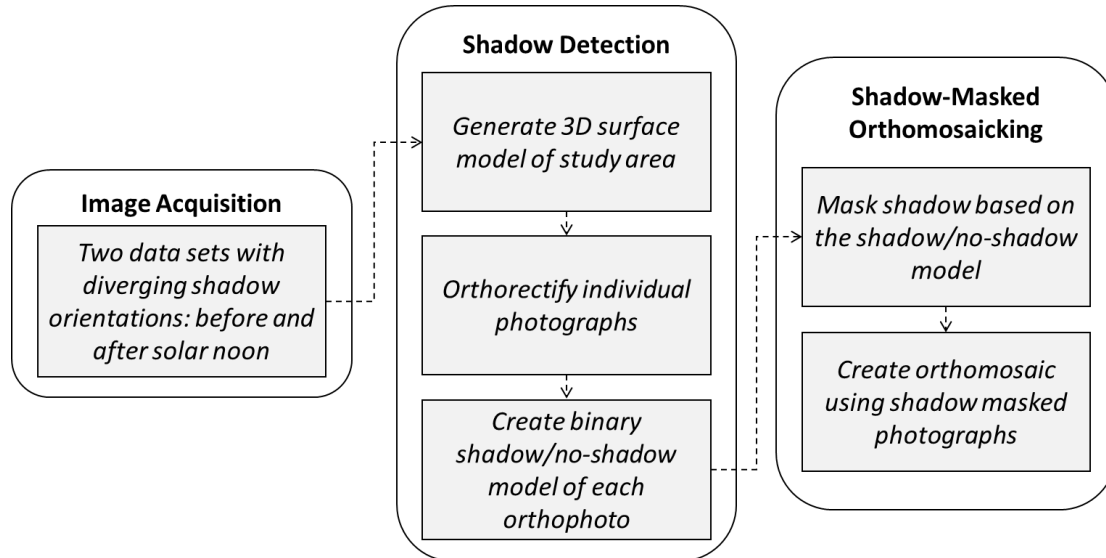 Image Acquisition
Two data sets with
diverging shadow
orientations: before and
after solar noon
Shadow Detection
Generate 3D surface
model of study area
Orthorectify individual
photographs
Create binary
shadow/no-shadow
model of each
orthophoto
Shadow-Masked
Orthomosaicking
Mask shadow based on
the shadow/no-shadow
model
Create orthomosaic
using shadow masked
photographs